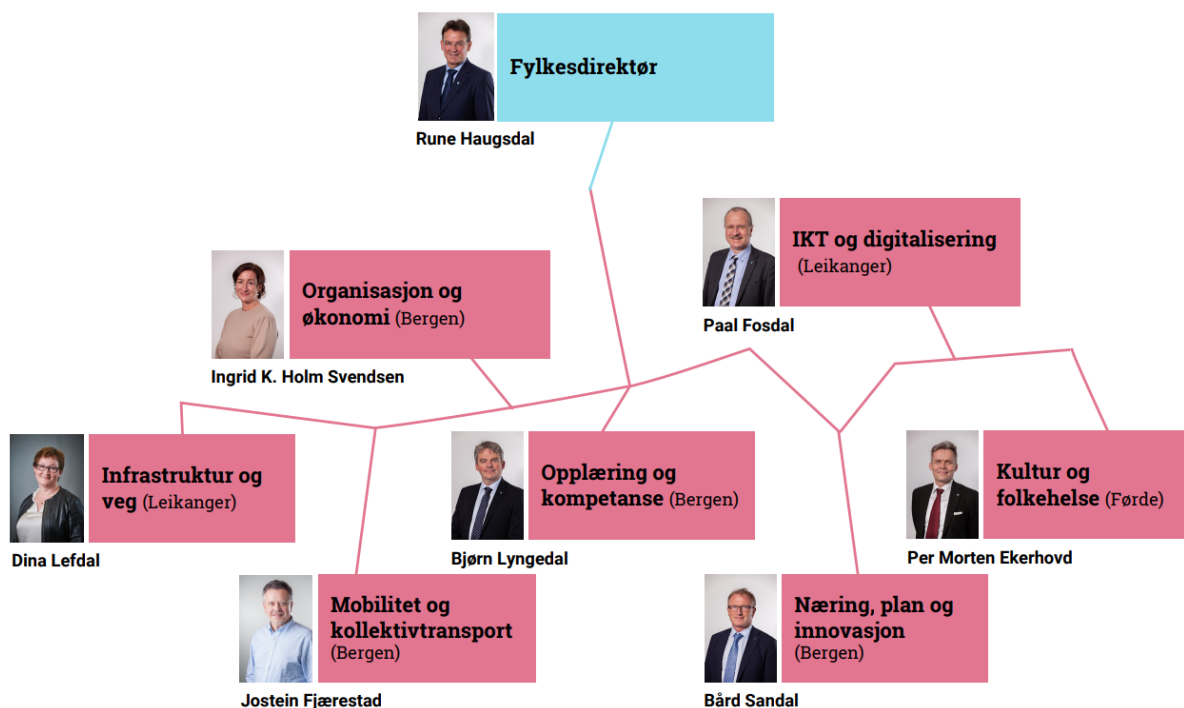 Fylkesdirektør
Rune Haugsdal
IKT og digitalisering
(Leikanger)
Paal Fosdal
Organisasjon og
økonomi (Bergen)
Ingrid K. Holm Svendsen
Infrastruktur og
veg (Leikanger)
Dina Lefdal
Opplæring og
kompetanse (Bergen)
Bjørn Lyngedal
Kultur og
folkehelse (Førde)
Per Morten Ekerhovd
Mobilitet og
kollektivtransport
(Bergen)
Jostein Fjærestad
Næring, plan og
innovasjon
(Bergen)
Bård Sandal